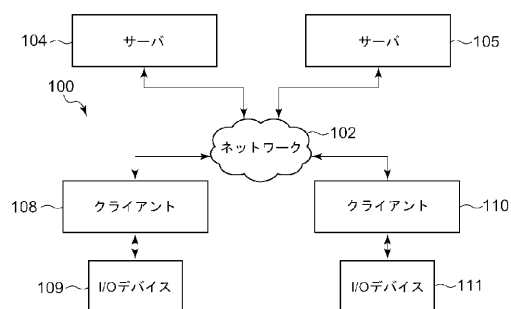 104
サーバ
サーバ
105
100
102
ネットワーク
108
クライアント
クライアント
110
109
I/Oデバイス
I/Oデバイス
111